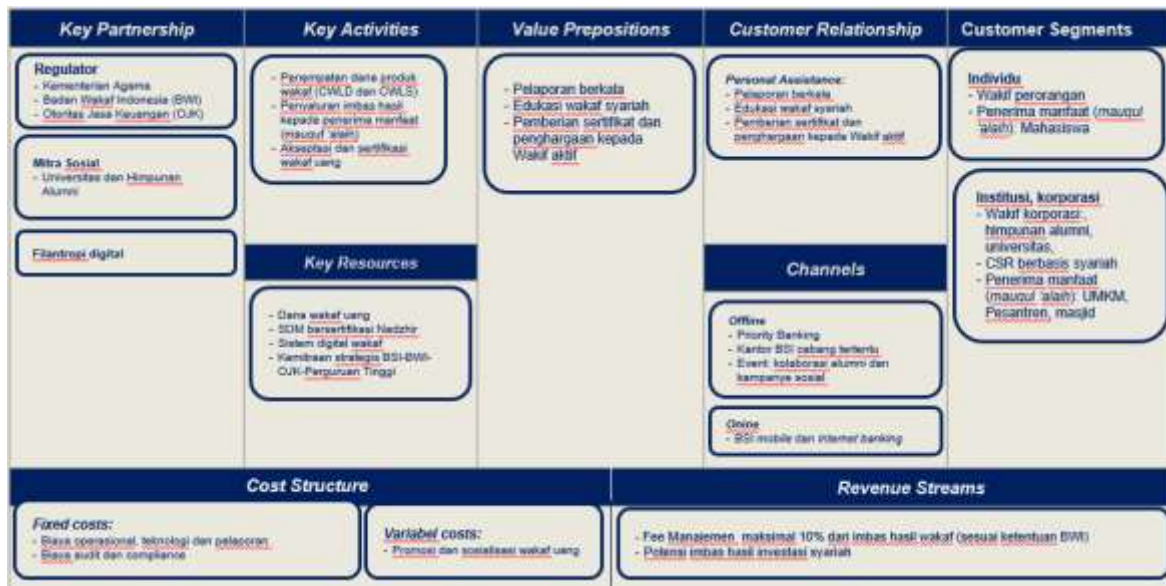 Key Partnership
Regulator
- Kementerian Agama
- Badan Wakaf Indonesia (BWI)
- Otoritas Jasa Keuangan (OJK)
Mitra Sosial
- Universitas dan Himpunan
Alumni
Filantropi digital
Key Activities
- Penempatan dana produk
wakaf (CWLD dan CWLS)
- Penyaluran imbas hasil
kepada penerima manfaat
(mauquf 'alaih)
- Akseptasi dan sertifikasi
wakaf uang
Key Resources
- Dana wakaf uang
- SDM bersertifikasi Nadzhir
- Sistem digital wakaf
- Kemitraan strategis BSI-BWI-
OJK-Perguruan Tinggi
Value Prepositions
- Pelaporan berkala
- Edukasi wakaf syariah
- Pemberian sertifikat dan
penghargaan kepada
Wakif aktif
Customer Relationship
Personal Assistance:
- Pelaporan berkala
- Edukasi wakaf syariah
- Pemberian sertifikat dan
penghargaan kepada Wakif aktif
Channels
Offline
- Priority Banking
- Kantor BSI cabang tertentu
- Event: kolaborasi alumni dan
kampanye sosial
Onine
- BSI mobile dan internet banking
Customer Segments
Individu
- Wakif perorangan
- Penerima manfaat (mauquf
'alaih): Mahasiswa
Institusi, korporasi
- Wakif korporasi:,
himpunan alumni,
universitas,
- CSR berbasis syariah
- Penerima manfaat
(mauquf 'alaih): UMKM,
Pesantren, masjid
Cost Structure
Fixed costs:
- Biaya operasional, teknologi dan pelaporan
- Biaya audit dan compliance
Variabel costs:
- Promosi dan sosialisasi wakaf uang
Revenue Streams
- Fee Manajemen maksimal 10% dari imbas hasil wakaf (sesuai ketentuan BWI)
- Potensi imbas hasil investasi syariah